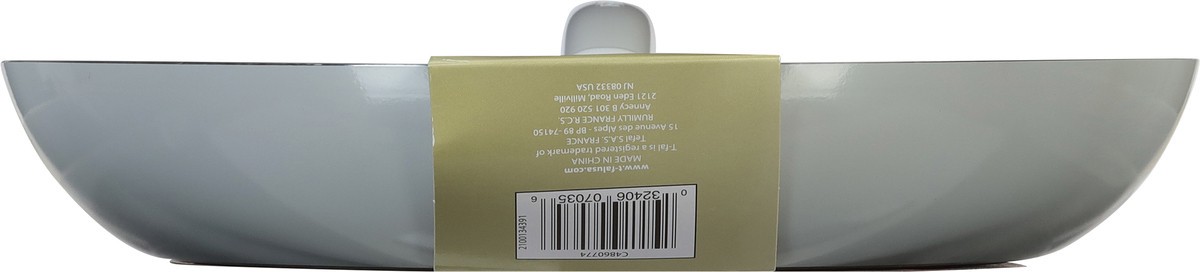 www.t-falusa.com
MADE IN CHINA
T-fal is a registered trademark of
Tefal S.A.S. FRANCE
15 Avenue des Alpes - BP 89 -74150
RUMILLY FRANCE R.C.S.
Annecy B 301 520 920
2121 Eden Road, Millville
NJ 08332 USA
0 32406 07035 6
C4860774
2100134391